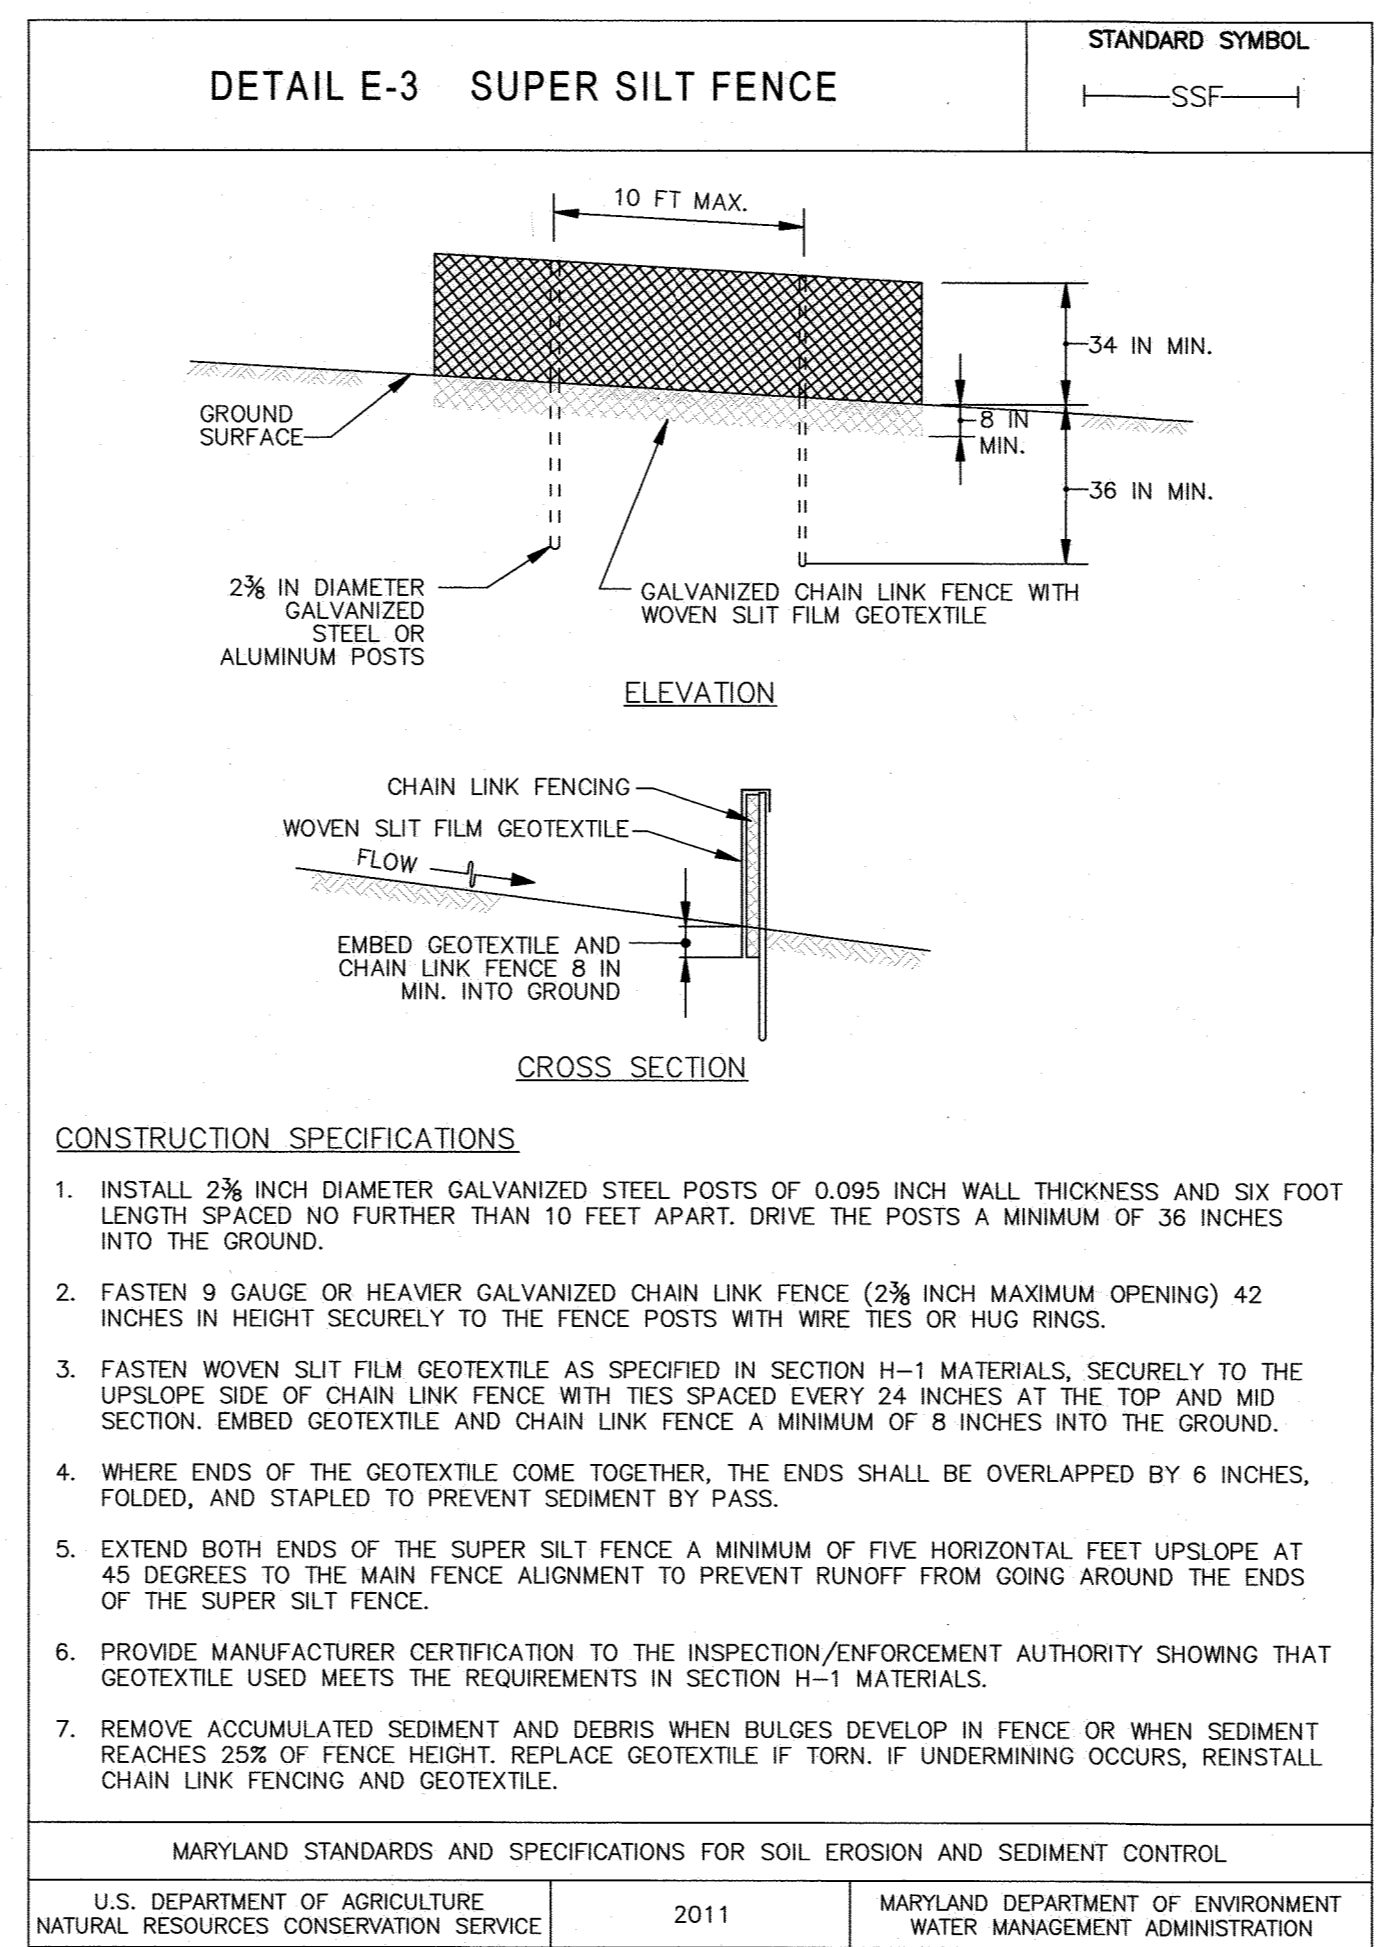 DETAIL E-3 SUPER SILT FENCE
STANDARD SYMBOL
SSF
10 FT MAX.
34 IN MIN.
GROUND
SURFACE
8 IN
MIN.
36 IN MIN.
2⅜ IN DIAMETER
GALVANIZED
STEEL OR
ALUMINUM POSTS
GALVANIZED CHAIN LINK FENCE WITH
WOVEN SLIT FILM GEOTEXTILE
ELEVATION
CHAIN LINK FENCING
WOVEN SLIT FILM GEOTEXTILE
FLOW
EMBED GEOTEXTILE AND
CHAIN LINK FENCE 8 IN
MIN. INTO GROUND
CROSS SECTION
CONSTRUCTION SPECIFICATIONS
1. INSTALL 2⅜ INCH DIAMETER GALVANIZED STEEL POSTS OF 0.095 INCH WALL THICKNESS AND SIX FOOT
LENGTH SPACED NO FURTHER THAN 10 FEET APART. DRIVE THE POSTS A MINIMUM OF 36 INCHES
INTO THE GROUND.
2. FASTEN 9 GAUGE OR HEAVIER GALVANIZED CHAIN LINK FENCE (2⅜ INCH MAXIMUM OPENING) 42
INCHES IN HEIGHT SECURELY TO THE FENCE POSTS WITH WIRE TIES OR HUG RINGS.
3. FASTEN WOVEN SLIT FILM GEOTEXTILE AS SPECIFIED IN SECTION H-1 MATERIALS, SECURELY TO THE
UPSLOPE SIDE OF CHAIN LINK FENCE WITH TIES SPACED EVERY 24 INCHES AT THE TOP AND MID
SECTION. EMBED GEOTEXTILE AND CHAIN LINK FENCE A MINIMUM OF 8 INCHES INTO THE GROUND.
4. WHERE ENDS OF THE GEOTEXTILE COME TOGETHER, THE ENDS SHALL BE OVERLAPPED BY 6 INCHES,
FOLDED, AND STAPLED TO PREVENT SEDIMENT BY PASS.
5. EXTEND BOTH ENDS OF THE SUPER SILT FENCE A MINIMUM OF FIVE HORIZONTAL FEET UPSLOPE AT
45 DEGREES TO THE MAIN FENCE ALIGNMENT TO PREVENT RUNOFF FROM GOING AROUND THE ENDS
OF THE SUPER SILT FENCE.
6. PROVIDE MANUFACTURER CERTIFICATION TO THE INSPECTION/ENFORCEMENT AUTHORITY SHOWING THAT
GEOTEXTILE USED MEETS THE REQUIREMENTS IN SECTION H-1 MATERIALS.
7. REMOVE ACCUMULATED SEDIMENT AND DEBRIS WHEN BULGES DEVELOP IN FENCE OR WHEN SEDIMENT
REACHES 25% OF FENCE HEIGHT. REPLACE GEOTEXTILE IF TORN. IF UNDERMINING OCCURS, REINSTALL
CHAIN LINK FENCING AND GEOTEXTILE.
MARYLAND STANDARDS AND SPECIFICATIONS FOR SOIL EROSION AND SEDIMENT CONTROL
U.S. DEPARTMENT OF AGRICULTURE
NATURAL RESOURCES CONSERVATION SERVICE
2011
MARYLAND DEPARTMENT OF ENVIRONMENT
WATER MANAGEMENT ADMINISTRATION